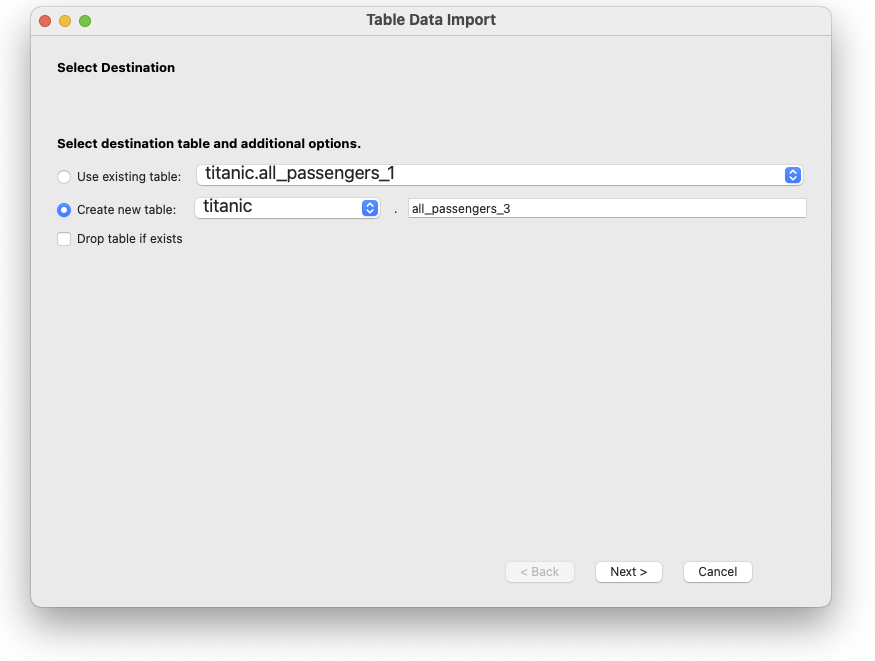 Table Data Import
Select Destination
Select destination table and additional options.
Use existing table: titanic.all_passengers_1
Create new table: titanic . all_passengers_3
Drop table if exists
< Back Next > Cancel